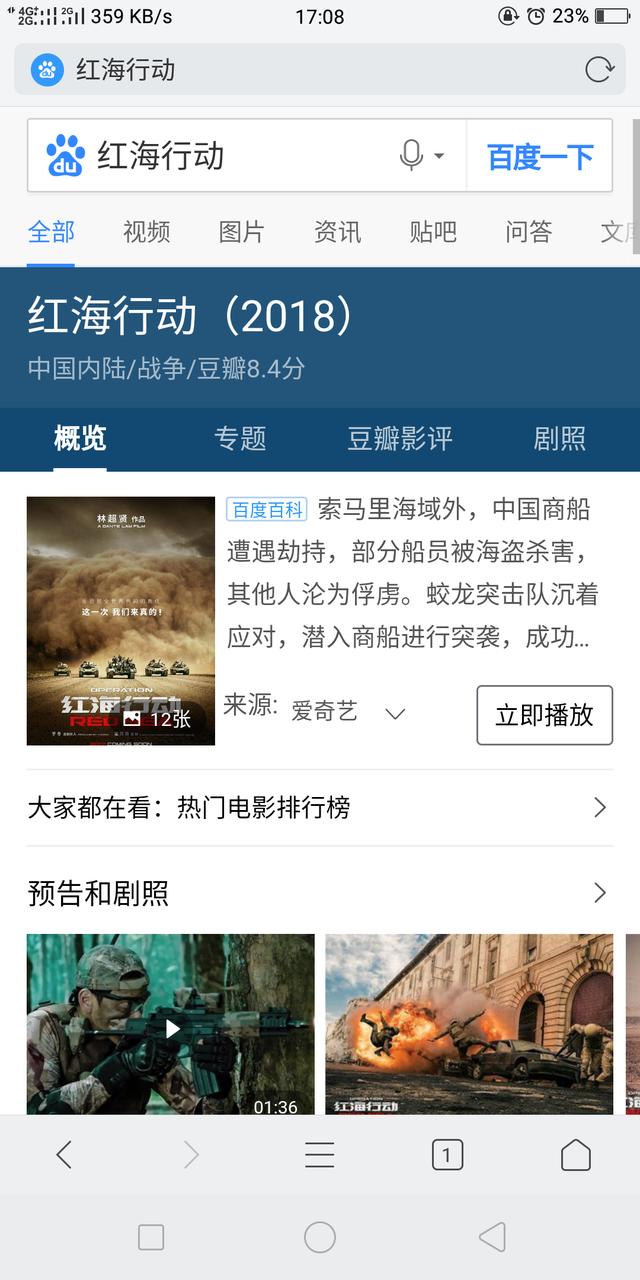 4G+ 2G 2G 359 KB/s 17:08 23%
红海行动
du 红海行动 百度一下
全部 视频 图片 资讯 贴吧 问答 文库
红海行动（2018）
中国内陆/战争/豆瓣8.4分
概览 专题 豆瓣影评 剧照
林超贤 作品
A DANTE LAM FILM
这一次 我们来真的!
OPERATION
红海行动
RED
COMING SOON
12张
百度百科 索马里海域外，中国商船
遭遇劫持，部分船员被海盗杀害，
其他人沦为俘虏。蛟龙突击队沉着
应对，潜入商船进行突袭，成功...
来源: 爱奇艺 立即播放
大家都在看：热门电影排行榜
预告和剧照
01:36
红海行动
1